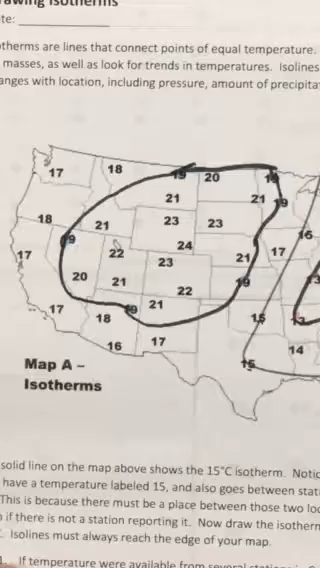 awing Isotherms
te:
otherms are lines that connect points of equal temperature.
masses, as well as look for trends in temperatures. Isolines
anges with location, including pressure, amount of precipita
17 18 19 20 19
21 21 19
18 21 23 23
19 22 24 16
17 23 21 17
20 21 22 19 13
17 18 19 21 15 13
16 17 15 14
Map A –
Isotherms
solid line on the map above shows the 15°C isotherm. Notic
have a temperature labeled 15, and also goes between stati
This is because there must be a place between those two loc
if there is not a station reporting it. Now draw the isotherm
Isolines must always reach the edge of your map.
If temperature were available from several stations